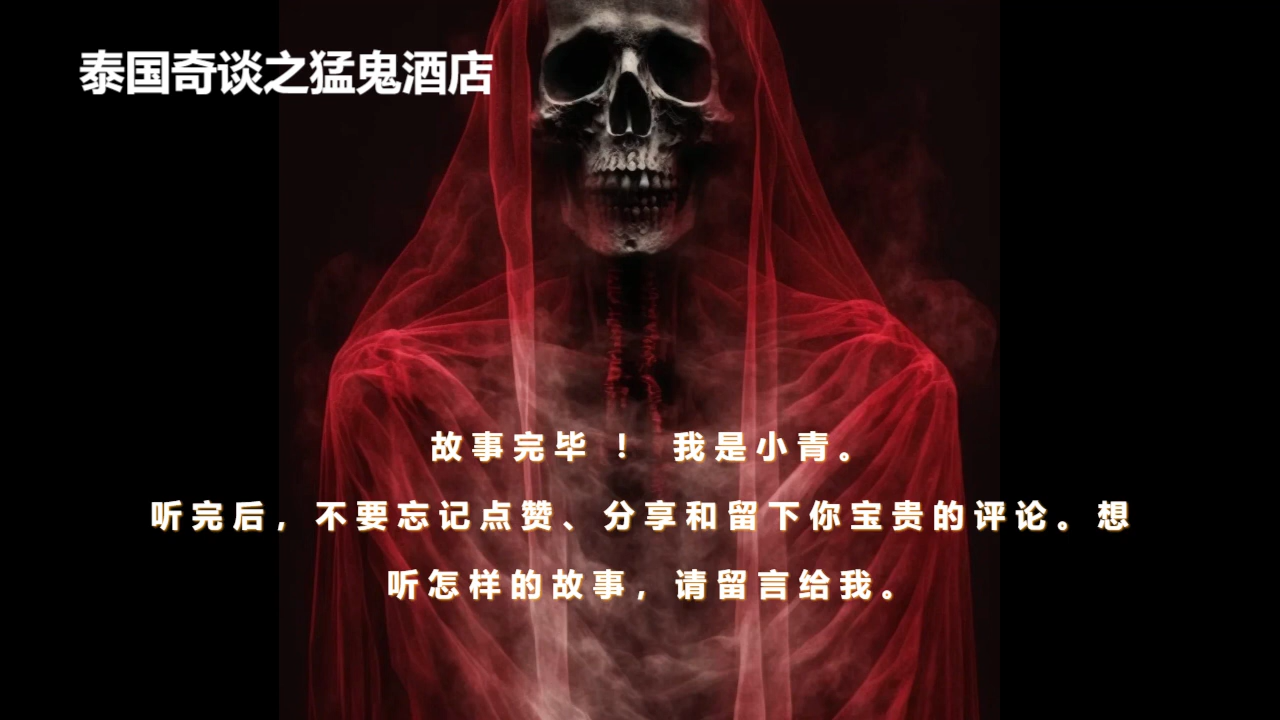 泰国奇谈之猛鬼酒店
故事完毕 ！ 我是小青。
听完后，不要忘记点赞、分享和留下你宝贵的评论。想
听怎样的故事，请留言给我。